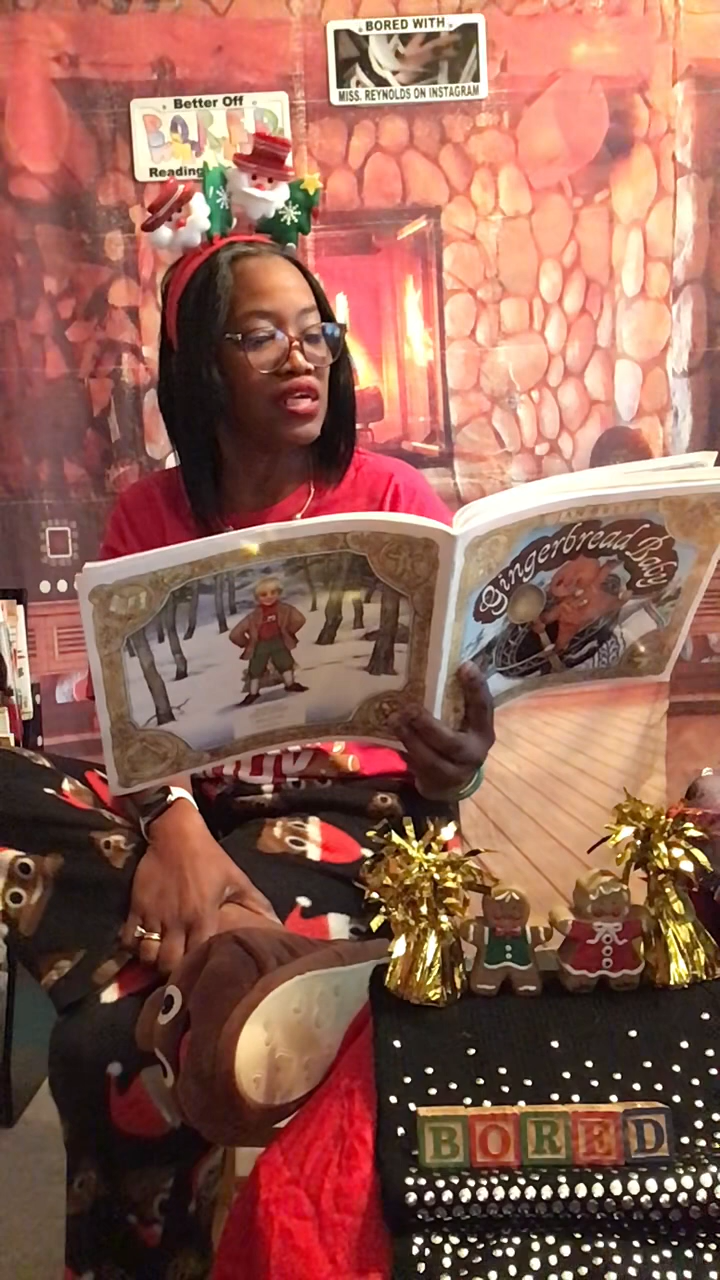 BORED WITH
MISS. REYNOLDS ON INSTAGRAM
Better Off
BORED
Reading
Gingerbread Baby
BORED